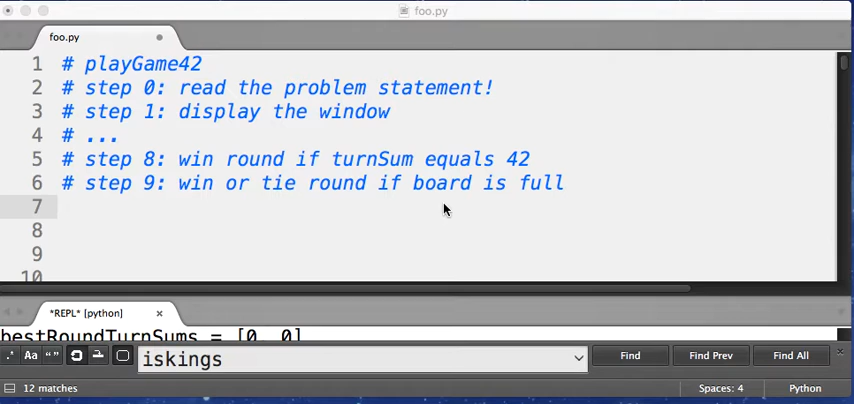 foo.py
foo.py
1 # playGame42
2 # step 0: read the problem statement!
3 # step 1: display the window
4 # ...
5 # step 8: win round if turnSum equals 42
6 # step 9: win or tie round if board is full
7
8
9
10
*REPL* [python]
bestRoundTurnSums = [0, 0]
.* Aa “” iskings Find Find Prev Find All
12 matches Spaces: 4 Python